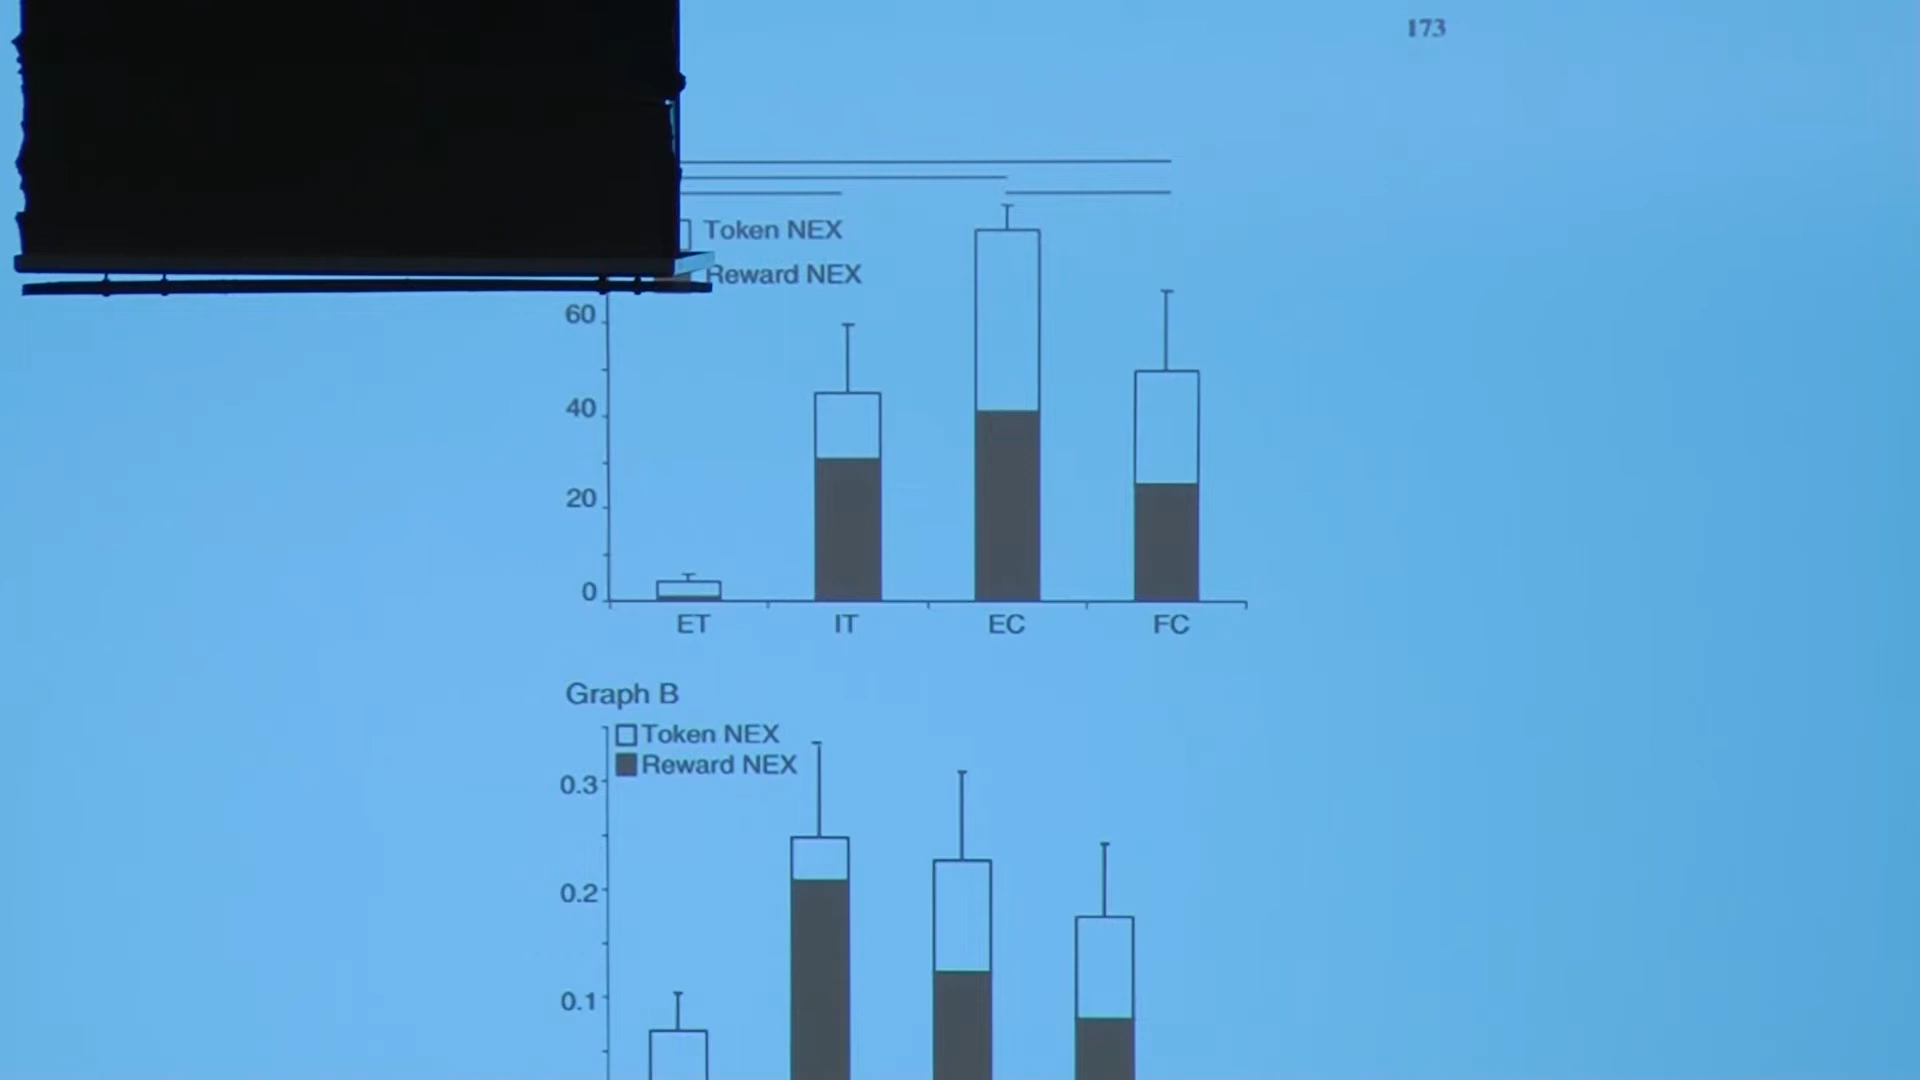 173
Token NEX
Reward NEX
60
40
20
0
ET IT EC FC
Graph B
Token NEX
Reward NEX
0.3
0.2
0.1